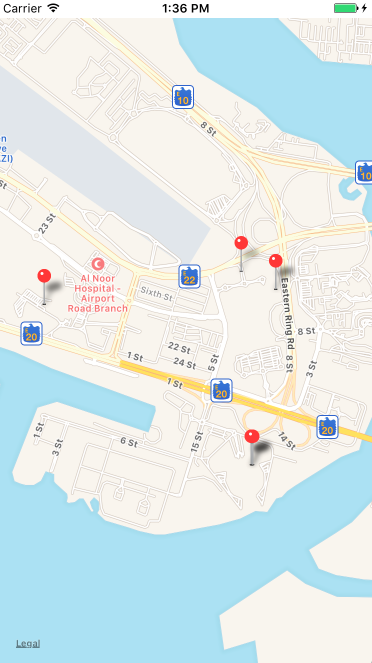 Carrier 1:36 PM
10
8 St
n
ve
ZI)
10
23 St
Al Noor
Hospital -
Airport
Road Branch
22
Sixth St
Eastern Ring Rd
20
22 St
24 St
1 St
5 St
8 St
8 St
3 St
1 St
20
20
1 St
3 St
6 St
15 St
14 St
Legal